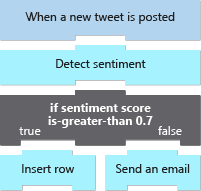 When a new tweet is posted
Detect sentiment
if sentiment score
is-greater-than 0.7
true
false
Insert row
Send an email